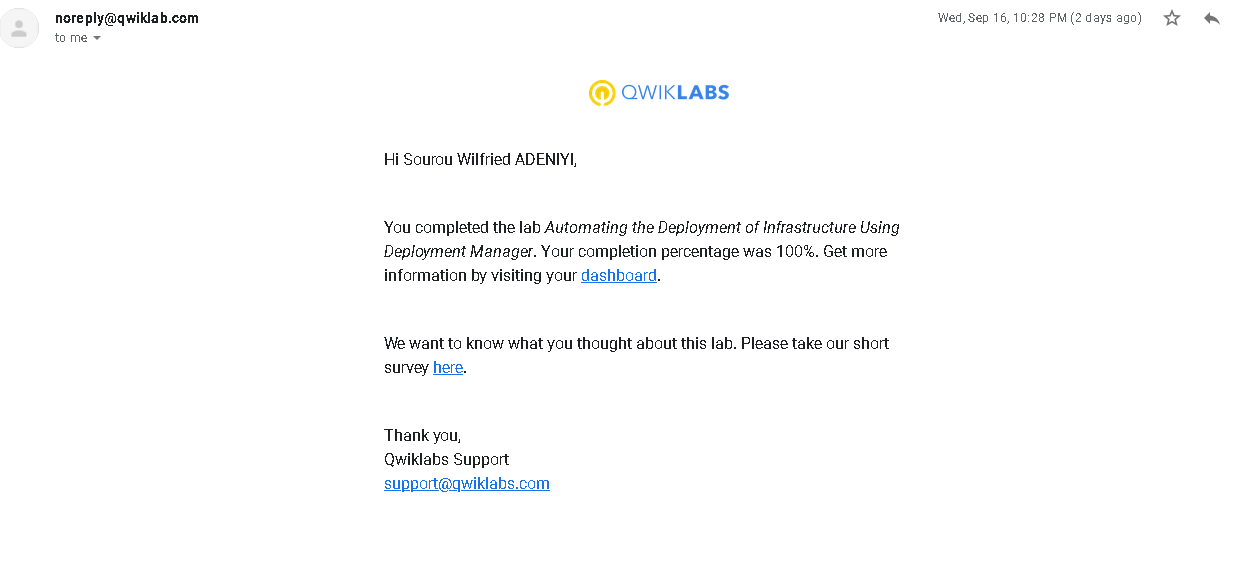 noreply@qwiklab.com
Wed, Sep 16, 10:28 PM (2 days ago)
to me
QWIKLABS
Hi Sourou Wilfried ADENIYI,
You completed the lab Automating the Deployment of Infrastructure Using
Deployment Manager. Your completion percentage was 100%. Get more
information by visiting your dashboard.
We want to know what you thought about this lab. Please take our short
survey here.
Thank you,
Qwiklabs Support
support@qwiklabs.com